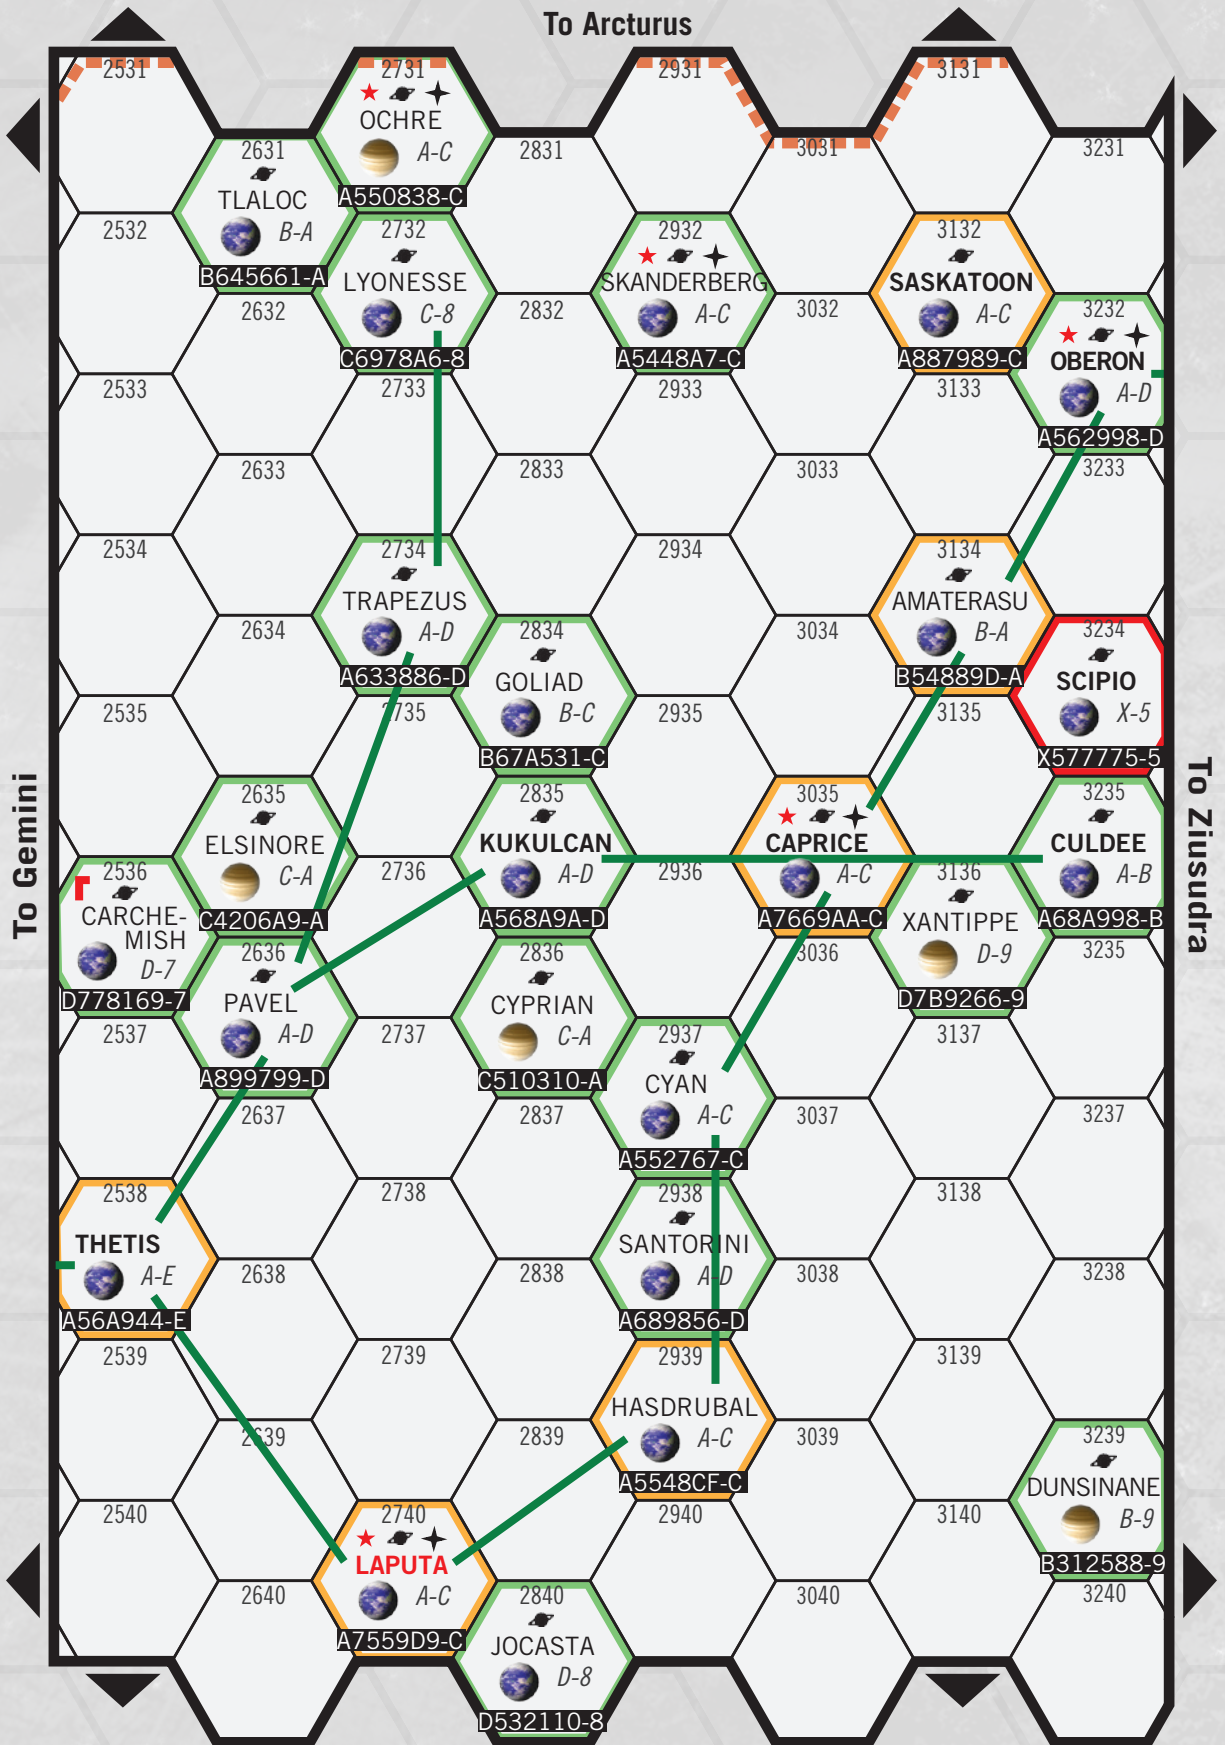 To Arcturus
2531
2731
2931
3131
OCHRE
A-C
A550838-C
2631
TLALOC
B-A
B645661-A
2831
3031
3231
2532
2732
LYONESSE
C-8
C6978A6-8
2932
SKANDERBERG
A-C
A5448A7-C
3132
SASKATOON
A-C
A887989-C
2632
2832
3032
3232
OBERON
A-D
A562998-D
2533
2733
2933
3133
2633
2833
3033
3233
2534
2734
TRAPEZUS
A-D
A633886-D
2934
3134
AMATERASU
B-A
B54889D-A
2634
2834
GOLIAD
B-C
B67A531-C
3034
3234
SCIPIO
X-5
X577775-5
2535
2735
2935
3135
To Gemini
To Ziusudra
2635
ELSINORE
C-A
C4206A9-A
2835
KUKULCAN
A-D
A568A9A-D
3035
CAPRICE
A-C
A7669AA-C
3235
CULDEE
A-B
A68A998-B
2536
CARCHE-
MISH
D-7
D778169-7
2736
2936
3136
XANTIPPE
D-9
D7B9266-9
2636
PAVEL
A-D
A899799-D
2836
CYPRIAN
C-A
C510310-A
3036
3235
2537
2737
2937
CYAN
A-C
A552767-C
3137
2637
2837
3037
3237
2538
THETIS
A-E
A56A944-E
2738
2938
SANTORINI
A-D
A689856-D
3138
2638
2838
3038
3238
2539
2739
2939
HASDRUBAL
A-C
A5548CF-C
3139
2639
2839
3039
3239
DUNSINANE
B-9
B312588-9
2540
2740
LAPUTA
A-C
A7559D9-C
2940
3140
2640
2840
JOCASTA
D-8
D532110-8
3040
3240